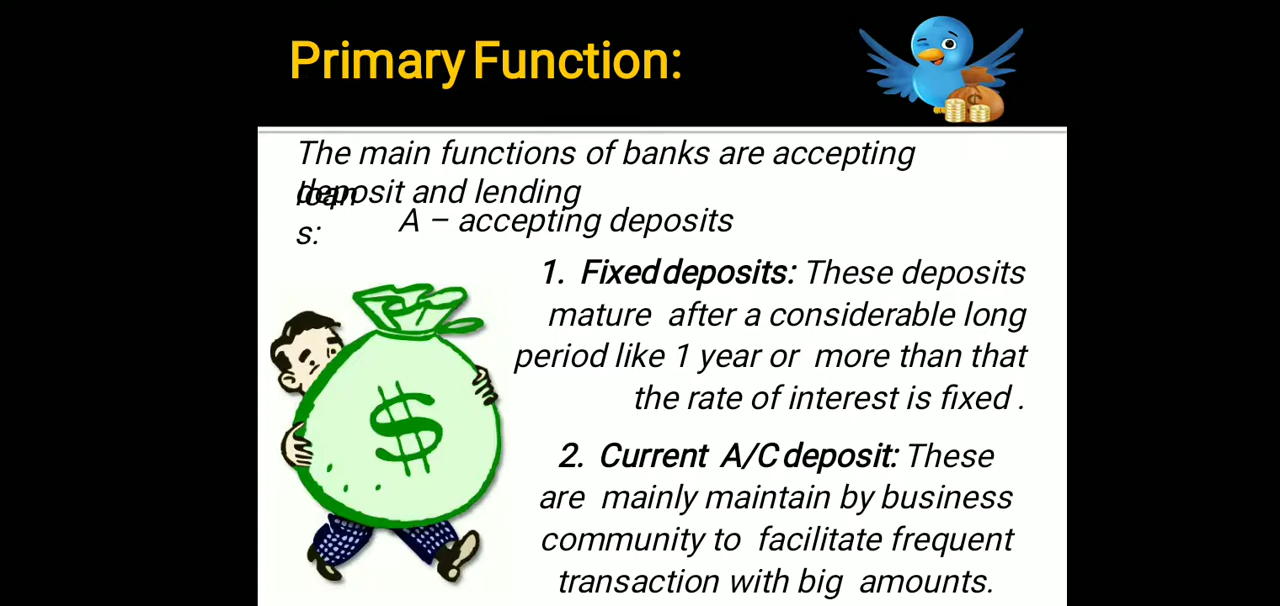 Primary Function:
The main functions of banks are accepting
deposit and lending
loan
s:
A – accepting deposits
1. Fixed deposits: These deposits
mature after a considerable long
period like 1 year or more than that
the rate of interest is fixed .
2. Current A/C deposit: These
are mainly maintain by business
community to facilitate frequent
transaction with big amounts.
$
$